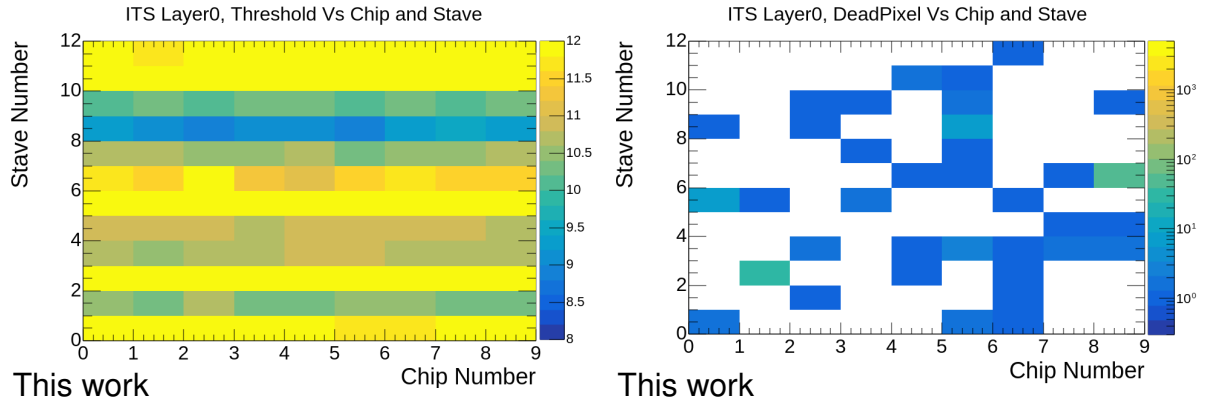 ITS Layer0, Threshold Vs Chip and Stave
Stave Number
12
10
8
6
4
2
0
0 1 2 3 4 5 6 7 8 9
Chip Number
12
11.5
11
10.5
10
9.5
9
8.5
8
This work
ITS Layer0, DeadPixel Vs Chip and Stave
Stave Number
12
10
8
6
4
2
0
0 1 2 3 4 5 6 7 8 9
Chip Number
10³
10²
10¹
10⁰
This work